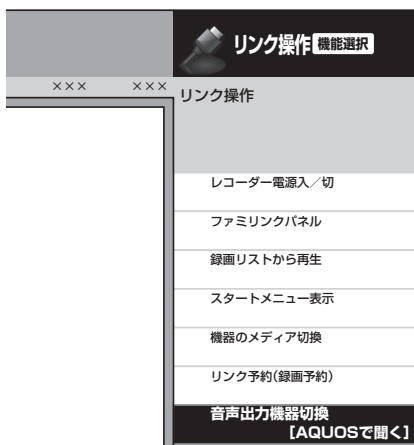 リンク操作 機能選択
××× ×××
リンク操作
レコーダー電源入／切
ファミリンクパネル
録画リストから再生
スタートメニュー表示
機器のメディア切換
リンク予約(録画予約)
音声出力機器切換
[AQUOSで聞く]